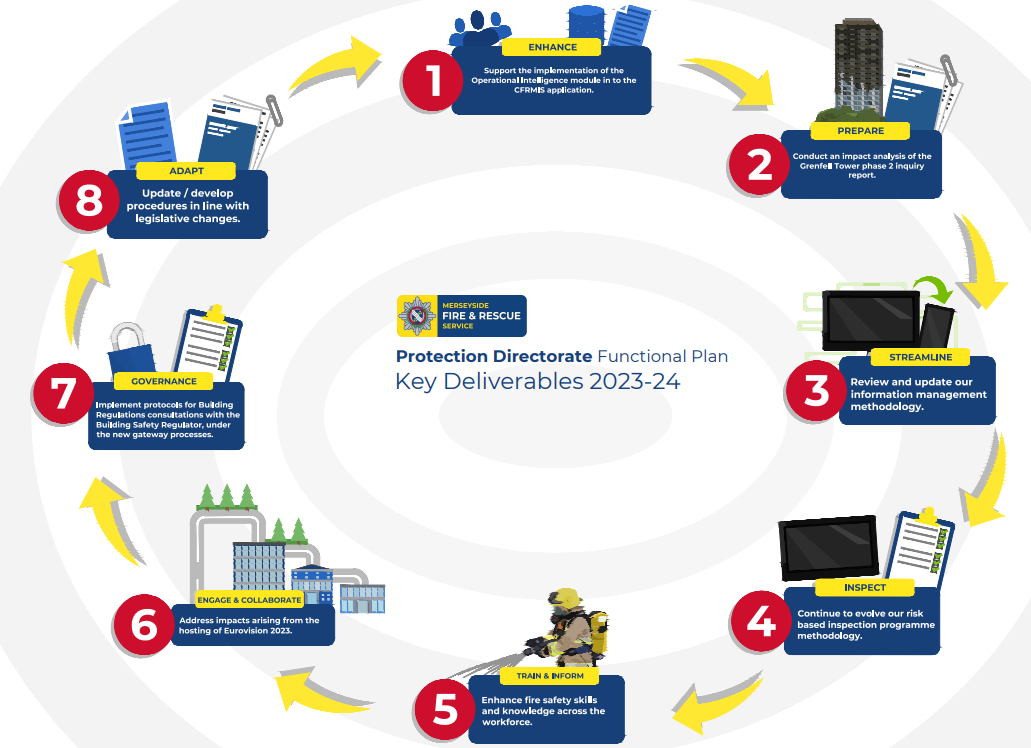 1
ENHANCE
Support the implementation of the
Operational Intelligence module in to the
CFRMIS application.
2
PREPARE
Conduct an impact analysis of the
Grenfell Tower phase 2 inquiry
report.
3
STREAMLINE
Review and update our
information management
methodology.
4
INSPECT
Continue to evolve our risk
based inspection programme
methodology.
5
TRAIN & INFORM
Enhance fire safety skills
and knowledge across the
workforce.
6
ENGAGE & COLLABORATE
Address impacts arising from the
hosting of Eurovision 2023.
7
GOVERNANCE
Implement protocols for Building
Regulations consultations with the
Building Safety Regulator, under
the new gateway processes.
8
ADAPT
Update / develop
procedures in line with
legislative changes.
MERSEYSIDE
FIRE & RESCUE
SERVICE
Protection Directorate Functional Plan
Key Deliverables 2023-24